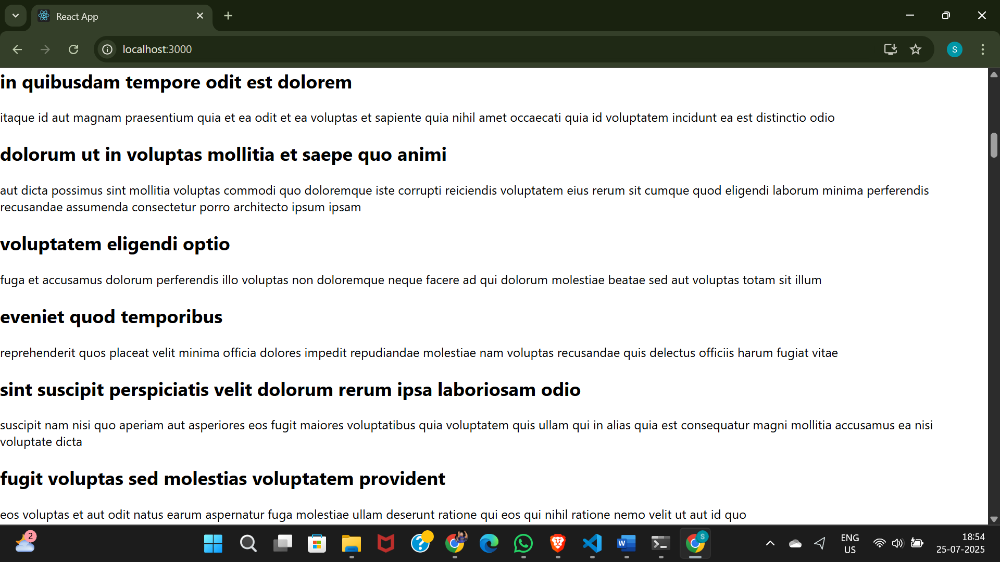 React App
localhost:3000
S
in quibusdam tempore odit est dolorem
itaque id aut magnam praesentium quia et ea odit et ea voluptas et sapiente quia nihil amet occaecati quia id voluptatem incidunt ea est distinctio odio
dolorum ut in voluptas mollitia et saepe quo animi
aut dicta possimus sint mollitia voluptas commodi quo doloremque iste corrupti reiciendis voluptatem eius rerum sit cumque quod eligendi laborum minima perferendis
recusandae assumenda consectetur porro architecto ipsum ipsam
voluptatem eligendi optio
fuga et accusamus dolorum perferendis illo voluptas non doloremque neque facere ad qui dolorum molestiae beatae sed aut voluptas totam sit illum
eveniet quod temporibus
reprehenderit quos placeat velit minima officia dolores impedit repudiandae molestiae nam voluptas recusandae quis delectus officiis harum fugiat vitae
sint suscipit perspiciatis velit dolorum rerum ipsa laboriosam odio
suscipit nam nisi quo aperiam aut asperiores eos fugit maiores voluptatibus quia voluptatem quis ullam qui in alias quia est consequatur magni mollitia accusamus ea nisi
voluptate dicta
fugit voluptas sed molestias voluptatem provident
eos voluptas et aut odit natus earum aspernatur fuga molestiae ullam deserunt ratione qui eos qui nihil ratione nemo velit ut aut id quo
2
?
W
S
ENG
US
18:54
25-07-2025